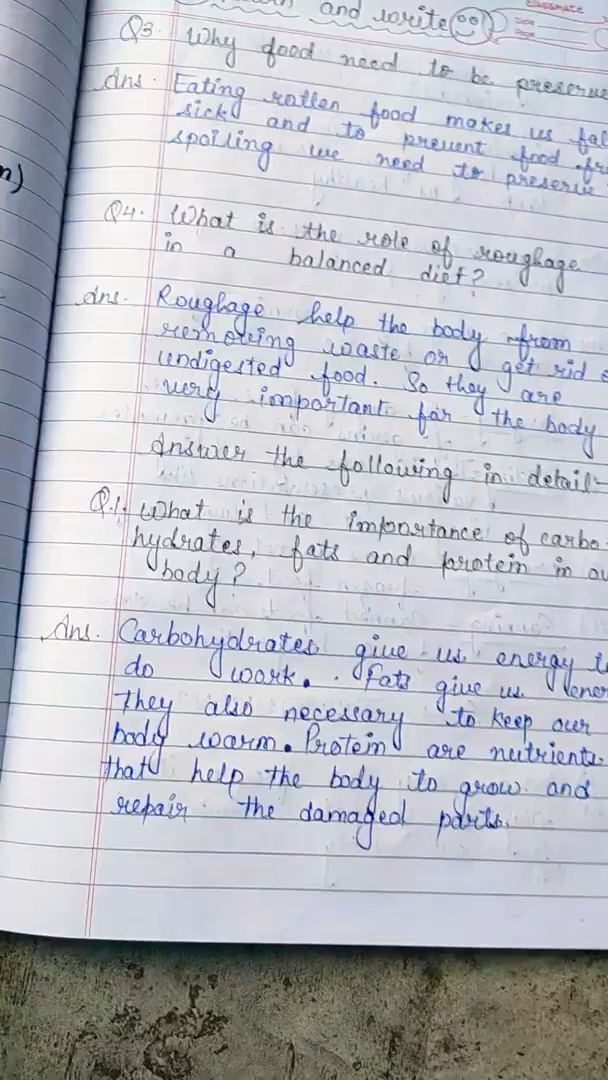 and write
classmate
Q3. Why food need to be preserve
Ans. Eating rotten food makes us fal
sick and to prevent food fr
spoiling we need to preserve
Q4. What is the role of roughage
in a balanced diet?
Ans. Roughage help the body from
removing waste or get rid o
undigested food. So they are
very important for the body
Answer the following in detail-
Q.1. What is the importance of carbo-
hydrates, fats and protein in ou
body?
Ans. Carbohydrates give us energy to
do work. Fats give us ener
They also necessary to keep our
body warm. Protein are nutrients
that help the body to grow and
repair the damaged parts.